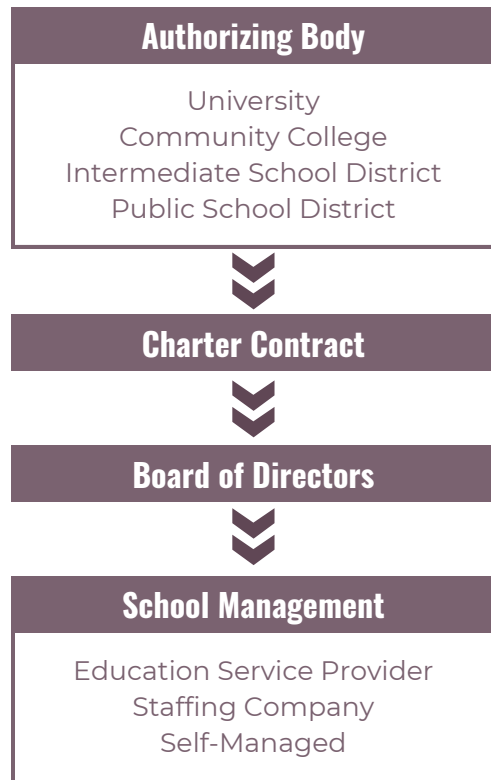 Authorizing Body
University
Community College
Intermediate School District
Public School District
Charter Contract
Board of Directors
School Management
Education Service Provider
Staffing Company
Self-Managed